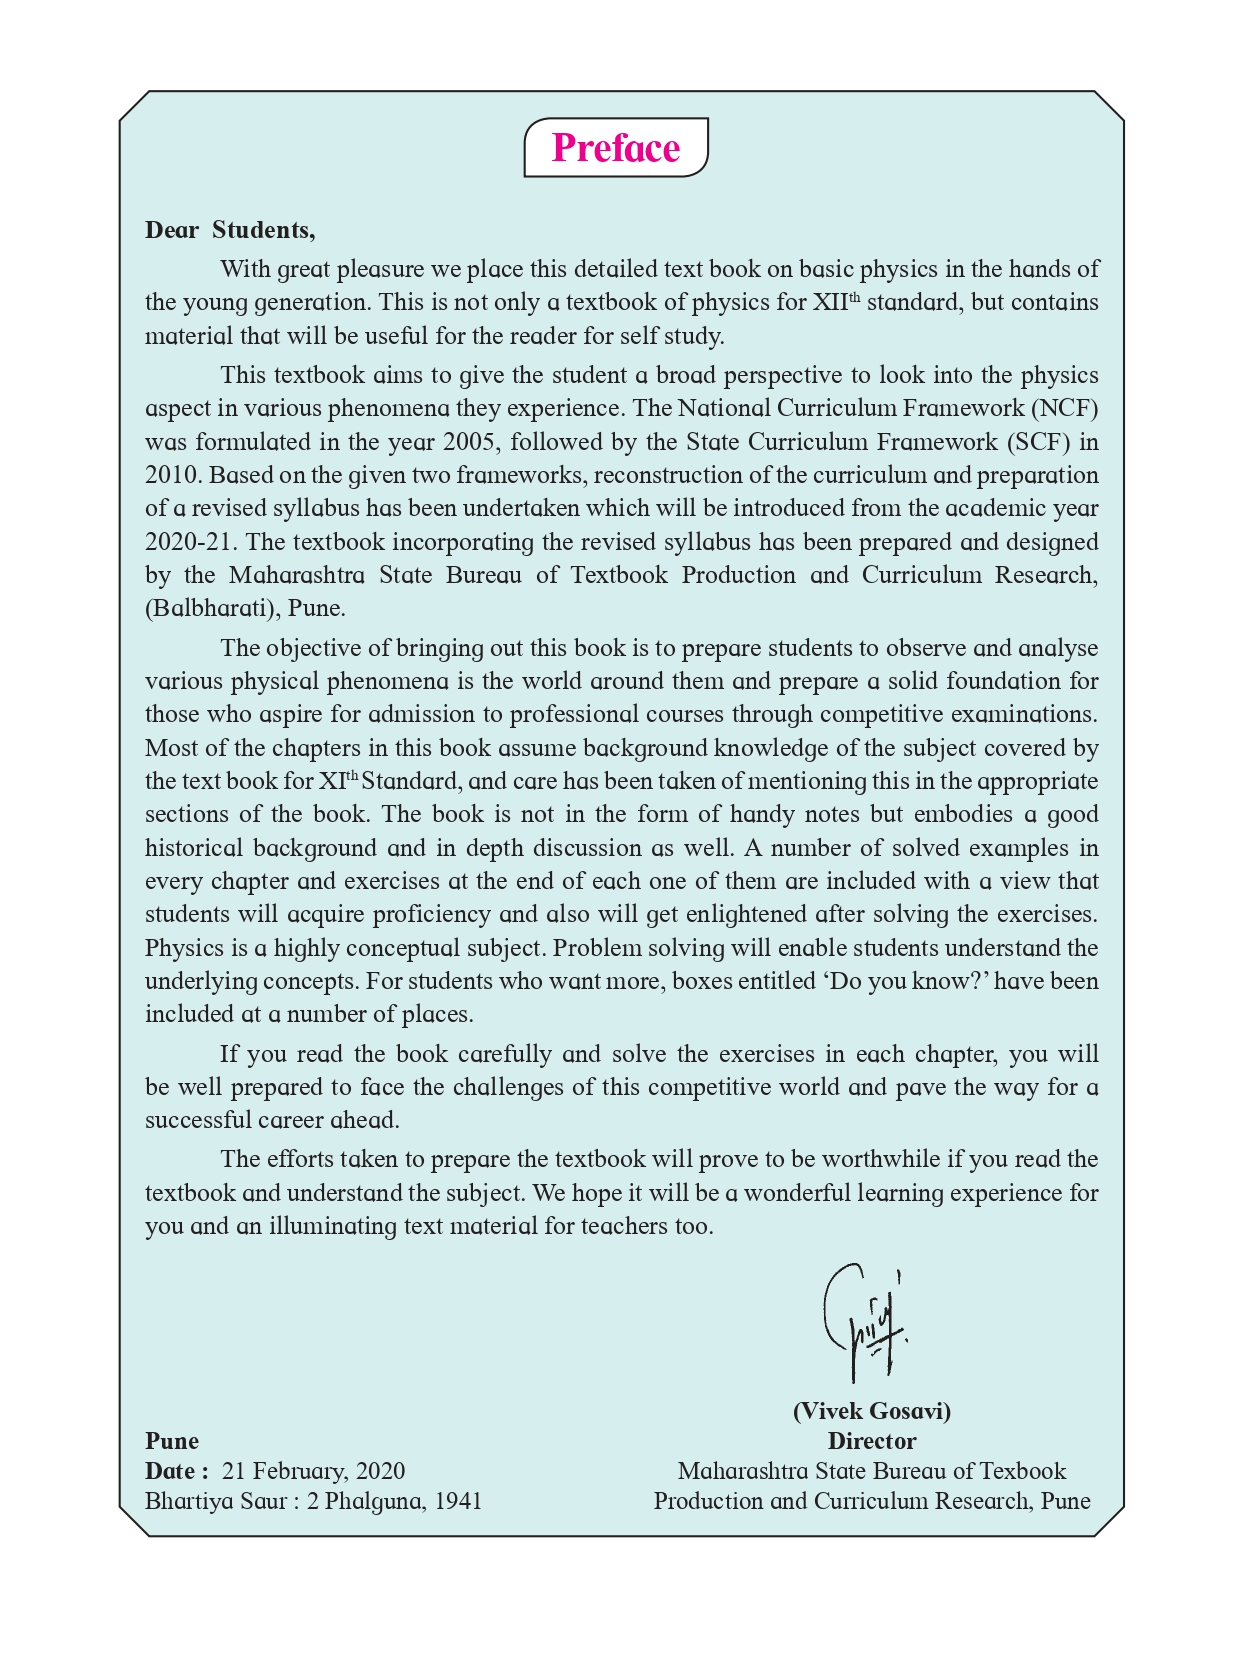 Preface
Dear Students,
With great pleasure we place this detailed text book on basic physics in the hands of
the young generation. This is not only a textbook of physics for XIIth standard, but contains
material that will be useful for the reader for self study.
This textbook aims to give the student a broad perspective to look into the physics
aspect in various phenomena they experience. The National Curriculum Framework (NCF)
was formulated in the year 2005, followed by the State Curriculum Framework (SCF) in
2010. Based on the given two frameworks, reconstruction of the curriculum and preparation
of a revised syllabus has been undertaken which will be introduced from the academic year
2020-21. The textbook incorporating the revised syllabus has been prepared and designed
by the Maharashtra State Bureau of Textbook Production and Curriculum Research,
(Balbharati), Pune.
The objective of bringing out this book is to prepare students to observe and analyse
various physical phenomena is the world around them and prepare a solid foundation for
those who aspire for admission to professional courses through competitive examinations.
Most of the chapters in this book assume background knowledge of the subject covered by
the text book for XIth Standard, and care has been taken of mentioning this in the appropriate
sections of the book. The book is not in the form of handy notes but embodies a good
historical background and in depth discussion as well. A number of solved examples in
every chapter and exercises at the end of each one of them are included with a view that
students will acquire proficiency and also will get enlightened after solving the exercises.
Physics is a highly conceptual subject. Problem solving will enable students understand the
underlying concepts. For students who want more, boxes entitled ‘Do you know?’ have been
included at a number of places.
If you read the book carefully and solve the exercises in each chapter, you will
be well prepared to face the challenges of this competitive world and pave the way for a
successful career ahead.
The efforts taken to prepare the textbook will prove to be worthwhile if you read the
textbook and understand the subject. We hope it will be a wonderful learning experience for
you and an illuminating text material for teachers too.
(Vivek Gosavi)
Pune
Director
Date : 21 February, 2020
Maharashtra State Bureau of Texbook
Bhartiya Saur : 2 Phalguna, 1941
Production and Curriculum Research, Pune